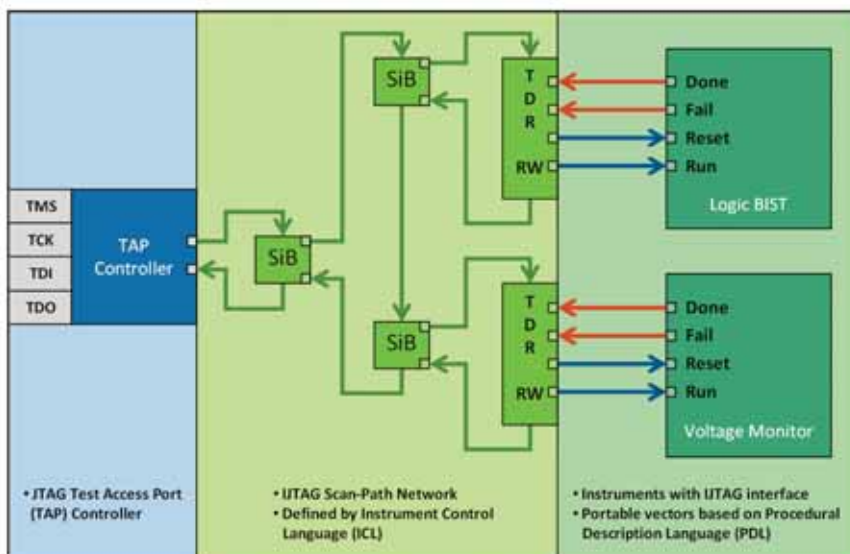 TMS
TCK
TDI
TDO
TAP
Controller
SiB
SiB
SiB
T
D
R
RW
T
D
R
RW
Done
Fail
Reset
Run
Logic BIST
Done
Fail
Reset
Run
Voltage Monitor
• JTAG Test Access Port
(TAP) Controller
• IJTAG Scan-Path Network
• Defined by Instrument Control
Language (ICL)
• Instruments with IJTAG interface
• Portable vectors based on Procedural
Description Language (PDL)